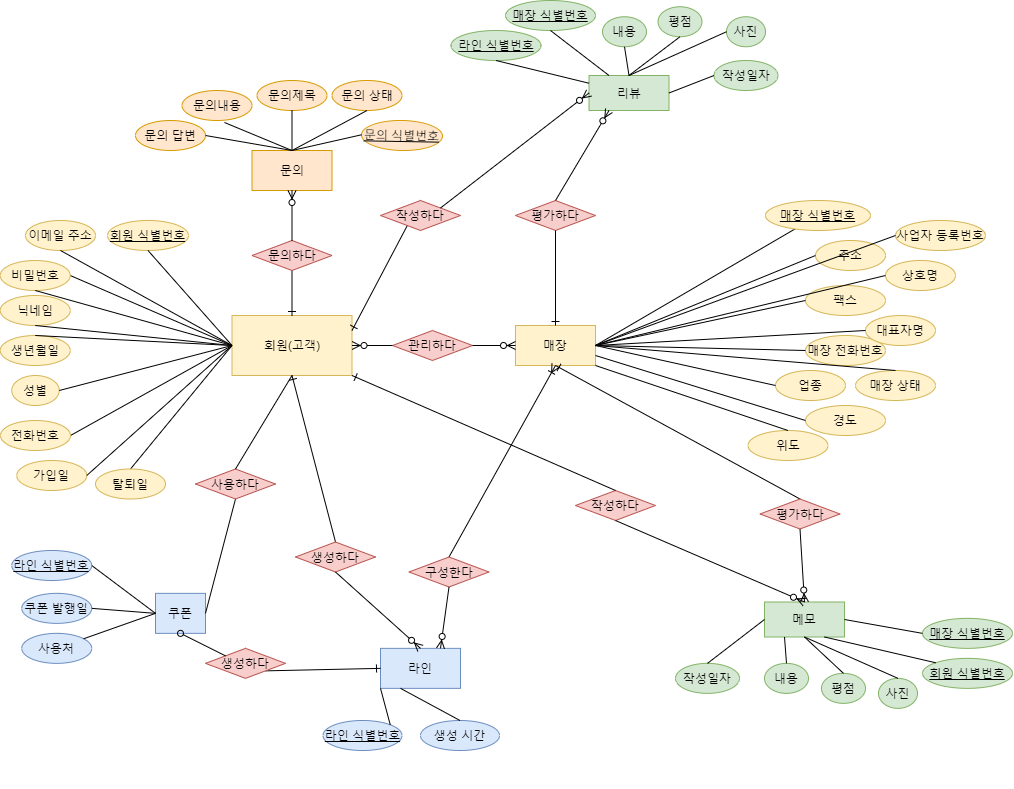 매장 식별번호
평점
내용
사진
라인 식별번호
작성일자
리뷰
문의제목
문의 상태
문의내용
문의 답변
문의 식별번호
문의
작성하다
평가하다
매장 식별번호
이메일 주소
회원 식별번호
사업자 등록번호
문의하다
주소
비밀번호
상호명
팩스
닉네임
대표자명
회원(고객)
관리하다
매장
매장 전화번호
생년월일
업종
매장 상태
성별
경도
전화번호
위도
가입일
탈퇴일
사용하다
작성하다
평가하다
생성하다
구성한다
라인 식별번호
쿠폰 발행일
쿠폰
메모
사용처
매장 식별번호
생성하다
라인
작성일자
내용
평점
사진
회원 식별번호
라인 식별번호
생성 시간